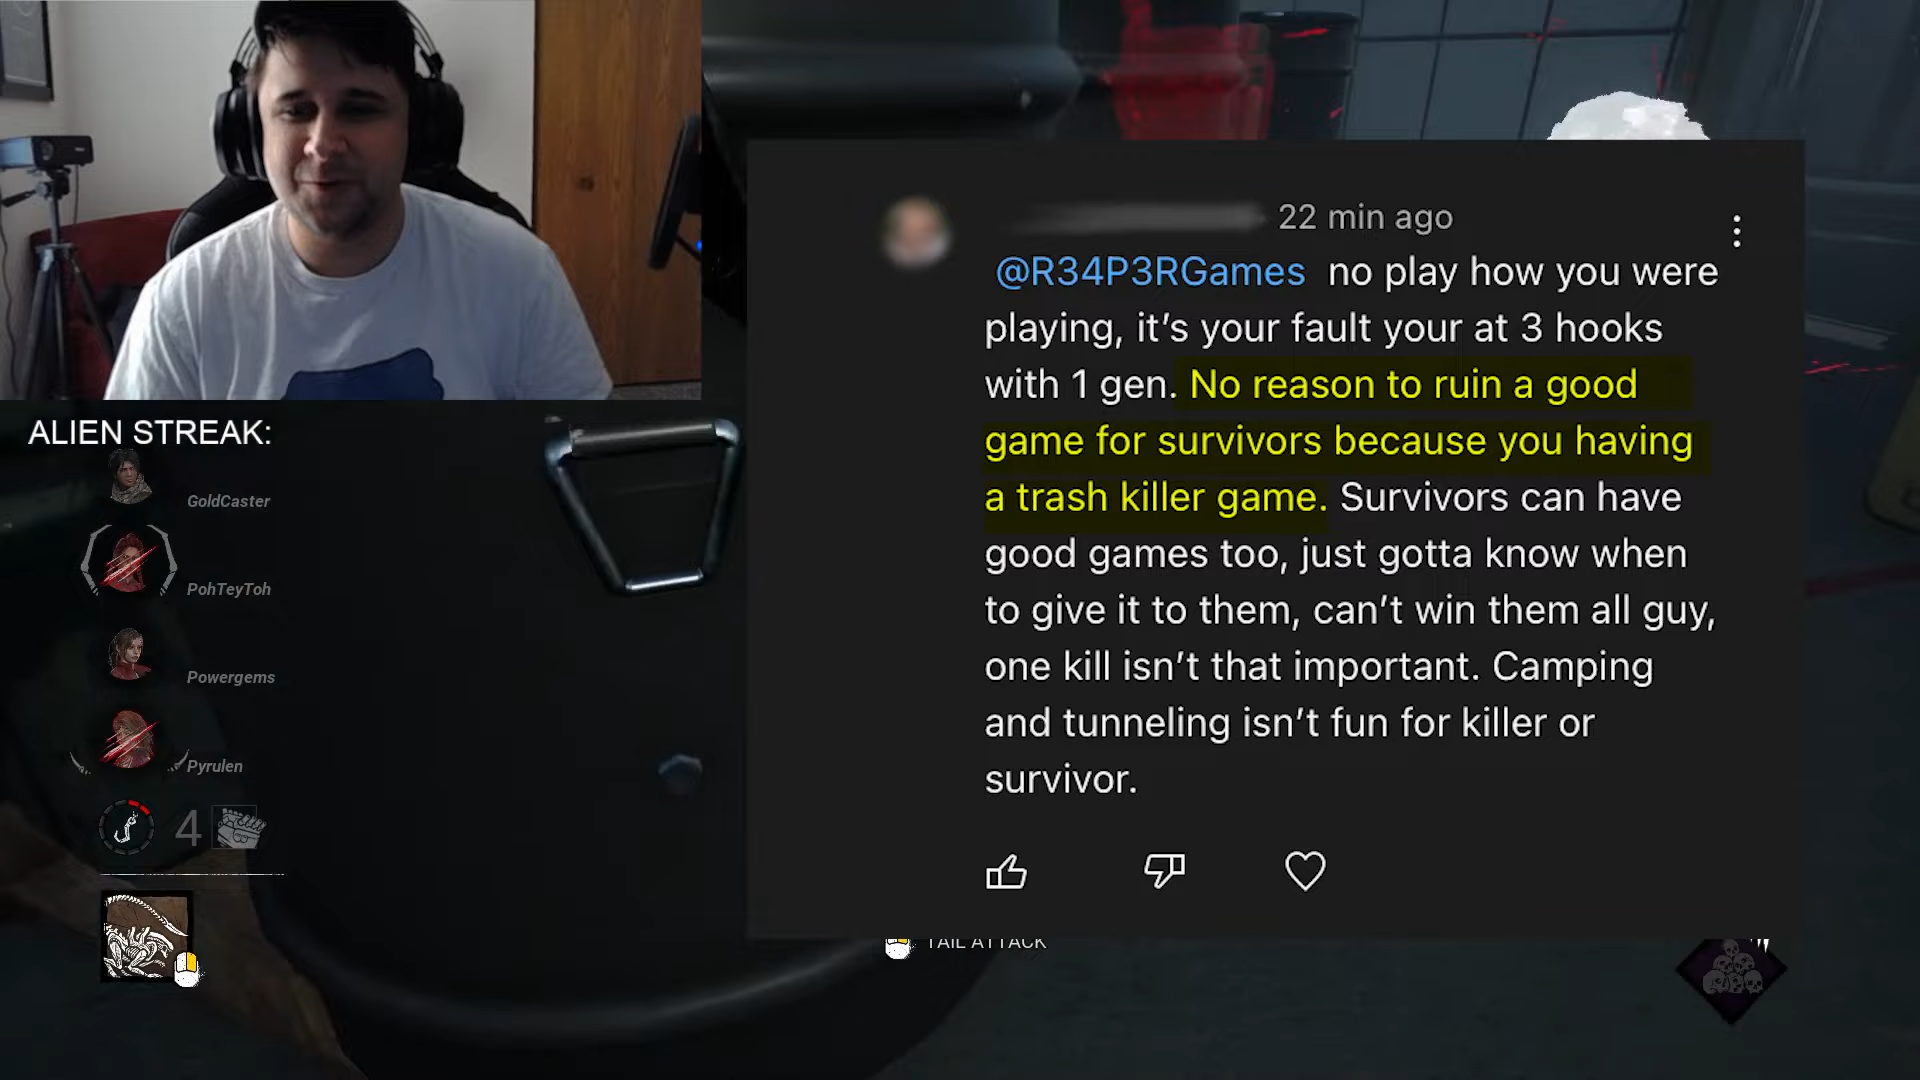 22 min ago
@R34P3RGames no play how you were
playing, it's your fault your at 3 hooks
with 1 gen. No reason to ruin a good
game for survivors because you having
a trash killer game. Survivors can have
good games too, just gotta know when
to give it to them, can't win them all guy,
one kill isn't that important. Camping
and tunneling isn't fun for killer or
survivor.
ALIEN STREAK:
GoldCaster
PohTeyToh
Powergems
Pyrulen
4
TAIL ATTACK